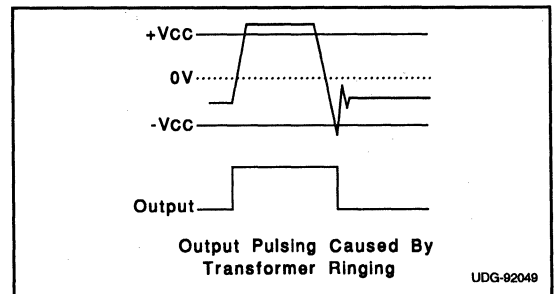 +VCC
0V
-VCC
Output
Output Pulsing Caused By
Transformer Ringing
UDG-92049